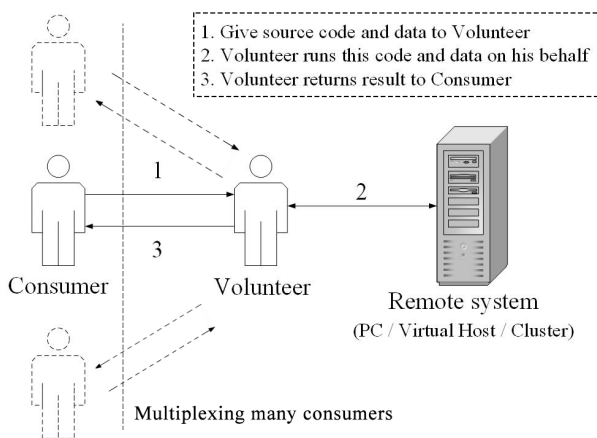 1. Give source code and data to Volunteer
2. Volunteer runs this code and data on his behalf
3. Volunteer returns result to Consumer
1
2
3
Consumer
Volunteer
Remote system
(PC / Virtual Host / Cluster)
Multiplexing many consumers